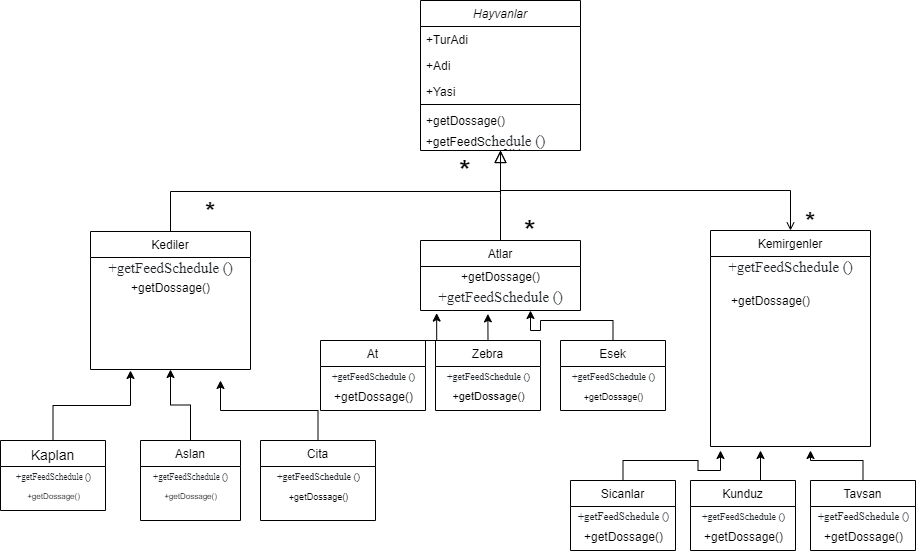 Hayvanlar
+TurAdi
+Adi
+Yasi
+getDossage()
+getFeedSchedule ()
*
*
*
*
Kediler
+getFeedSchedule ()
+getDossage()
Atlar
+getDossage()
+getFeedSchedule ()
Kemirgenler
+getFeedSchedule ()
+getDossage()
At
+getFeedSchedule ()
+getDossage()
Zebra
+getFeedSchedule ()
+getDossage()
Esek
+getFeedSchedule ()
+getDossage()
Kaplan
+getFeedSchedule ()
+getDossage()
Aslan
+getFeedSchedule ()
+getDossage()
Cita
+getFeedSchedule ()
+getDossage()
Sicanlar
+getFeedSchedule ()
+getDossage()
Kunduz
+getFeedSchedule ()
+getDossage()
Tavsan
+getFeedSchedule ()
+getDossage()